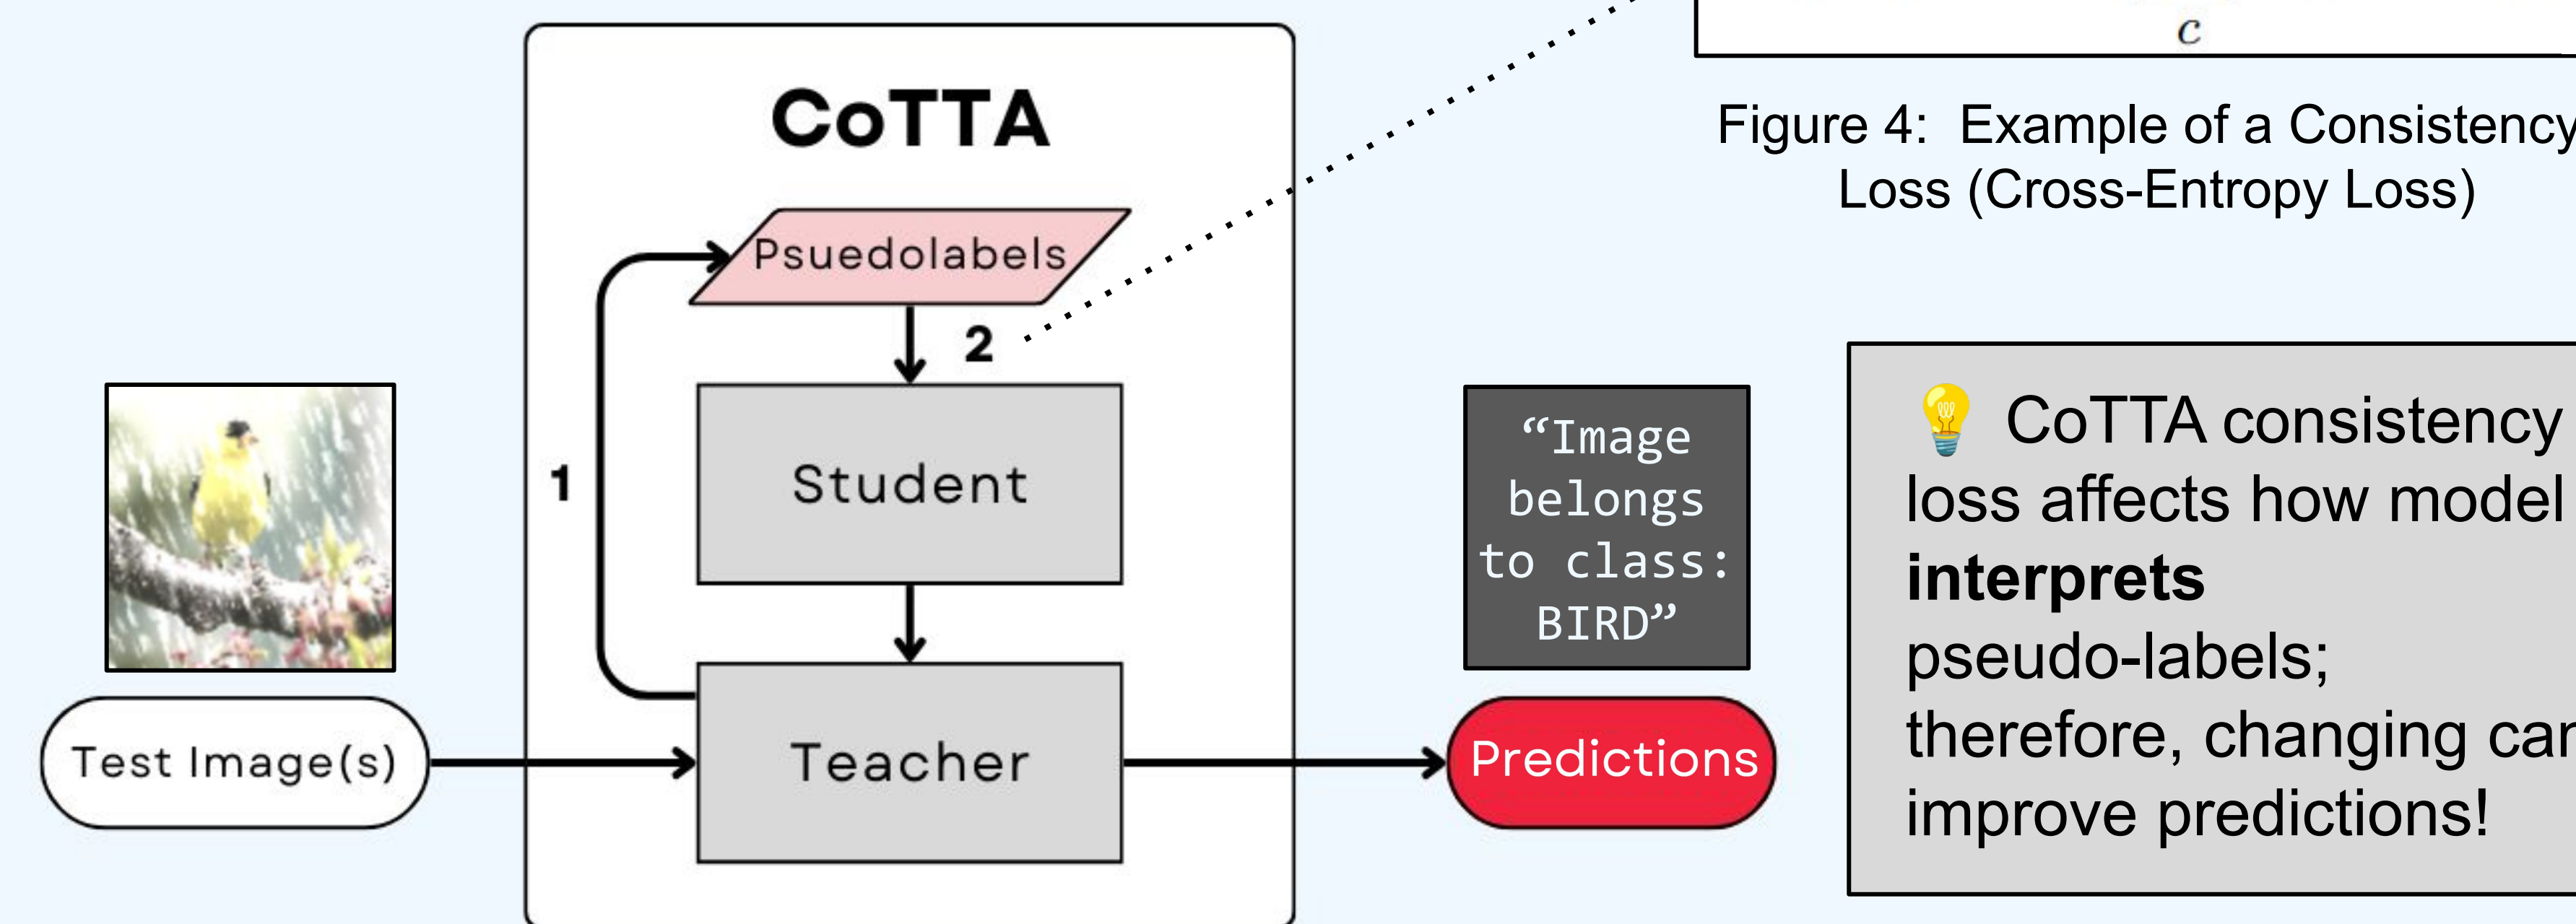 c
Figure 4: Example of a Consistency
Loss (Cross-Entropy Loss)
CoTTA
Psuedolabels
2
Student
1
Teacher
Test Image(s)
“Image
belongs
to class:
BIRD”
Predictions
💡 CoTTA consistency
loss affects how model
interprets
pseudo-labels;
therefore, changing can
improve predictions!